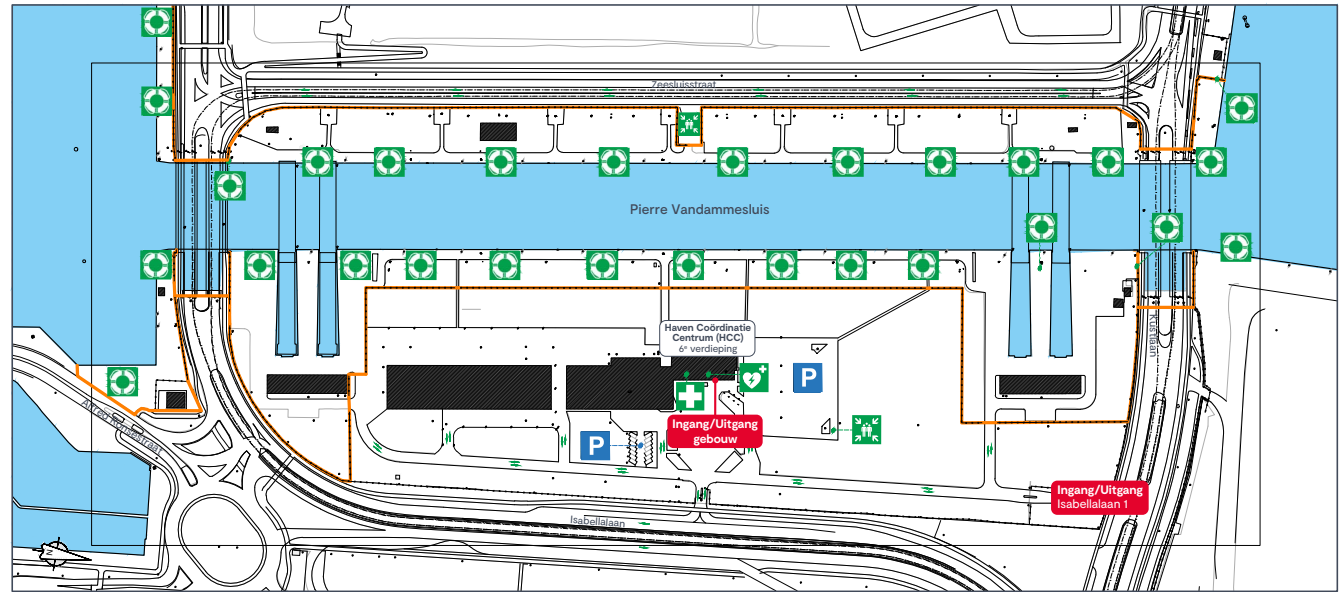 Zeesluisstraat
Pierre Vandammesluis
Haven Coördinatie
Centrum (HCC)
6e verdieping
Kustlaan
P
Ingang/Uitgang
gebouw
P
Ingang/Uitgang
Isabellalaan 1
Isabellalaan
N